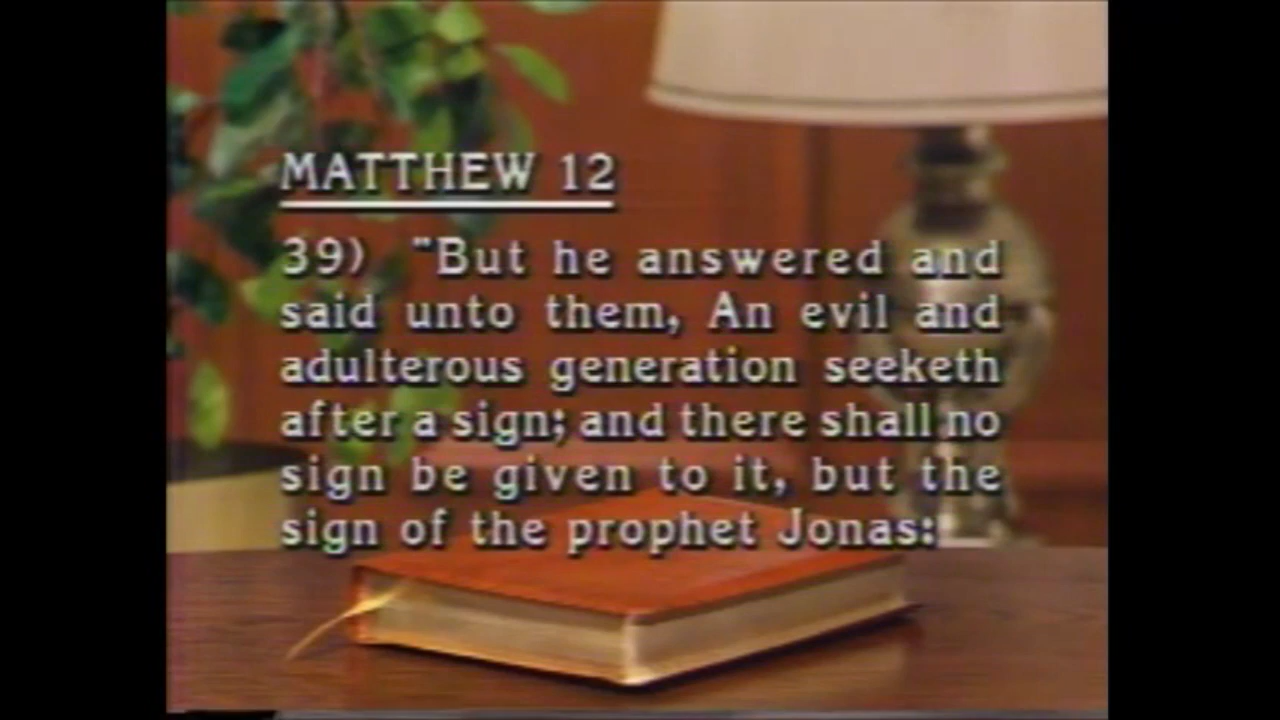 MATTHEW 12
39) "But he answered and
said unto them, An evil and
adulterous generation seeketh
after a sign; and there shall no
sign be given to it, but the
sign of the prophet Jonas: